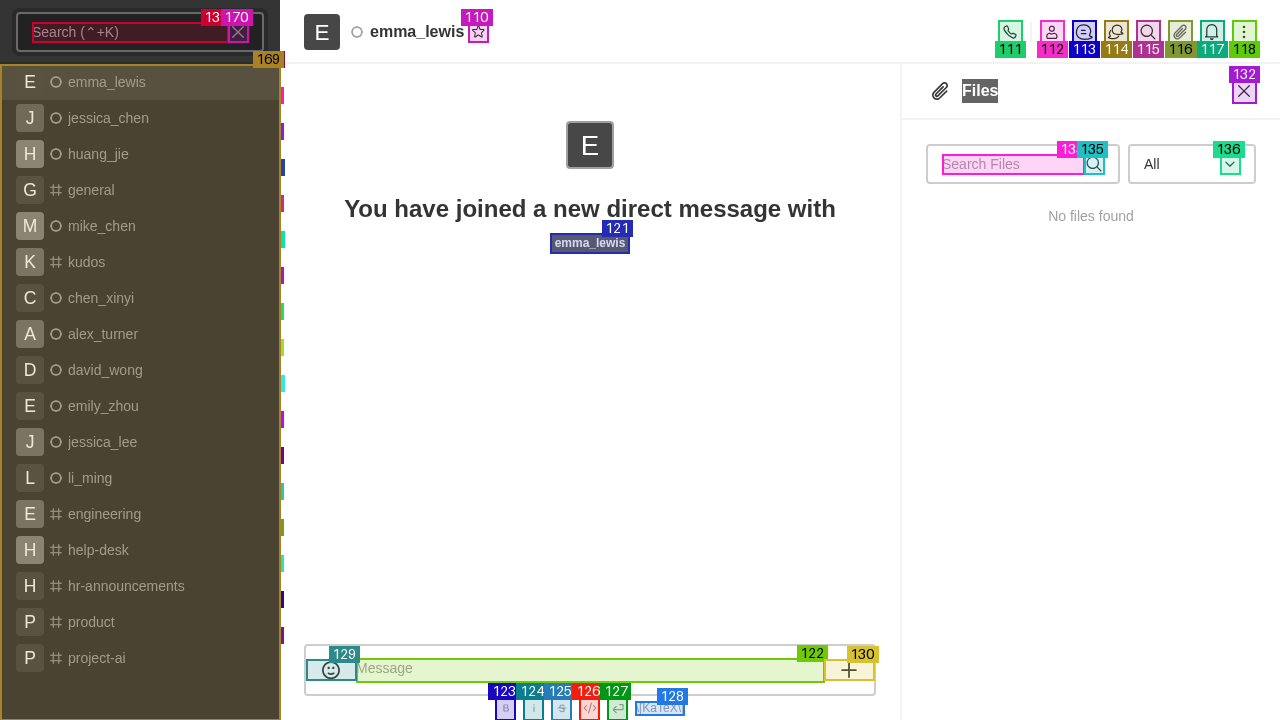 Search (⌃+K)
13
170
169
E emma_lewis
J jessica_chen
H huang_jie
G general
M mike_chen
K kudos
C chen_xinyi
A alex_turner
D david_wong
E emily_zhou
J jessica_lee
L li_ming
E engineering
H help-desk
H hr-announcements
P product
P project-ai
E emma_lewis
110
111 112 113 114 115 116 117 118
E
You have joined a new direct message with
121
emma_lewis
Files
132
Search Files
13
135
All
136
No files found
129
Message
122
130
123 124 125 126 127 128
B i S </> \[KaTeX\]